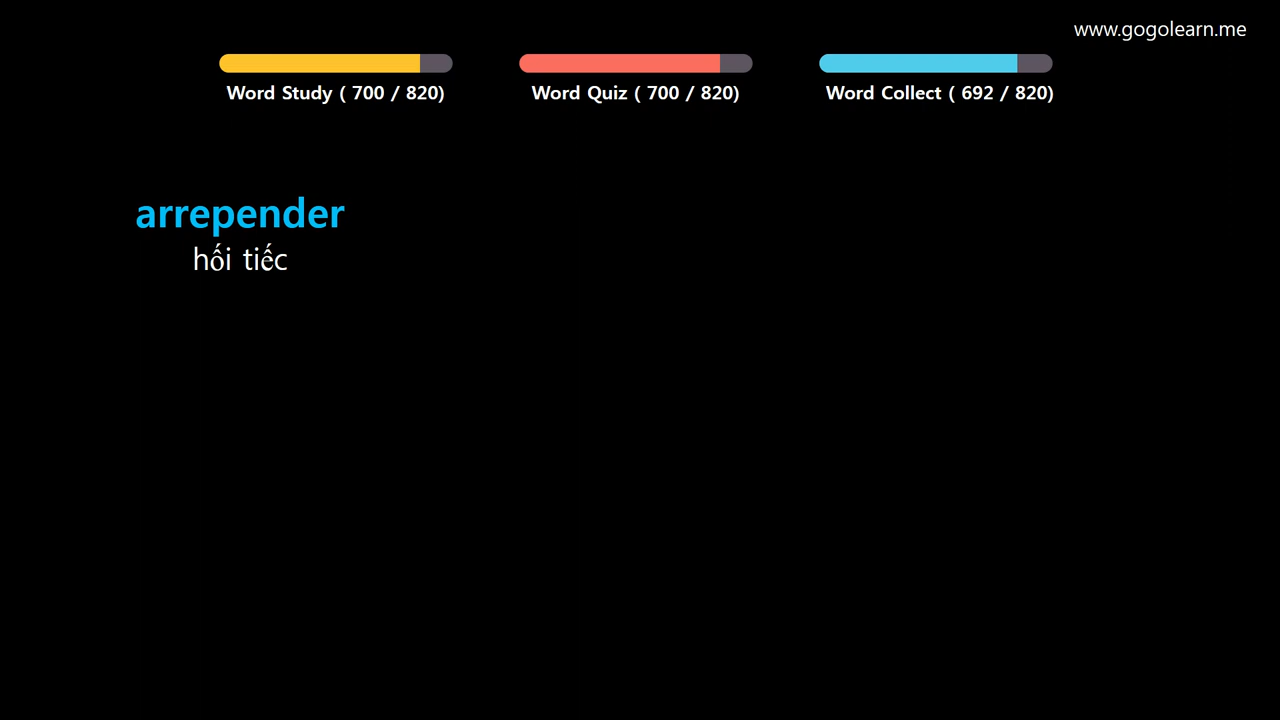 www.gogolearn.me
Word Study ( 700 / 820)
Word Quiz ( 700 / 820)
Word Collect ( 692 / 820)
arrepender
hối tiếc